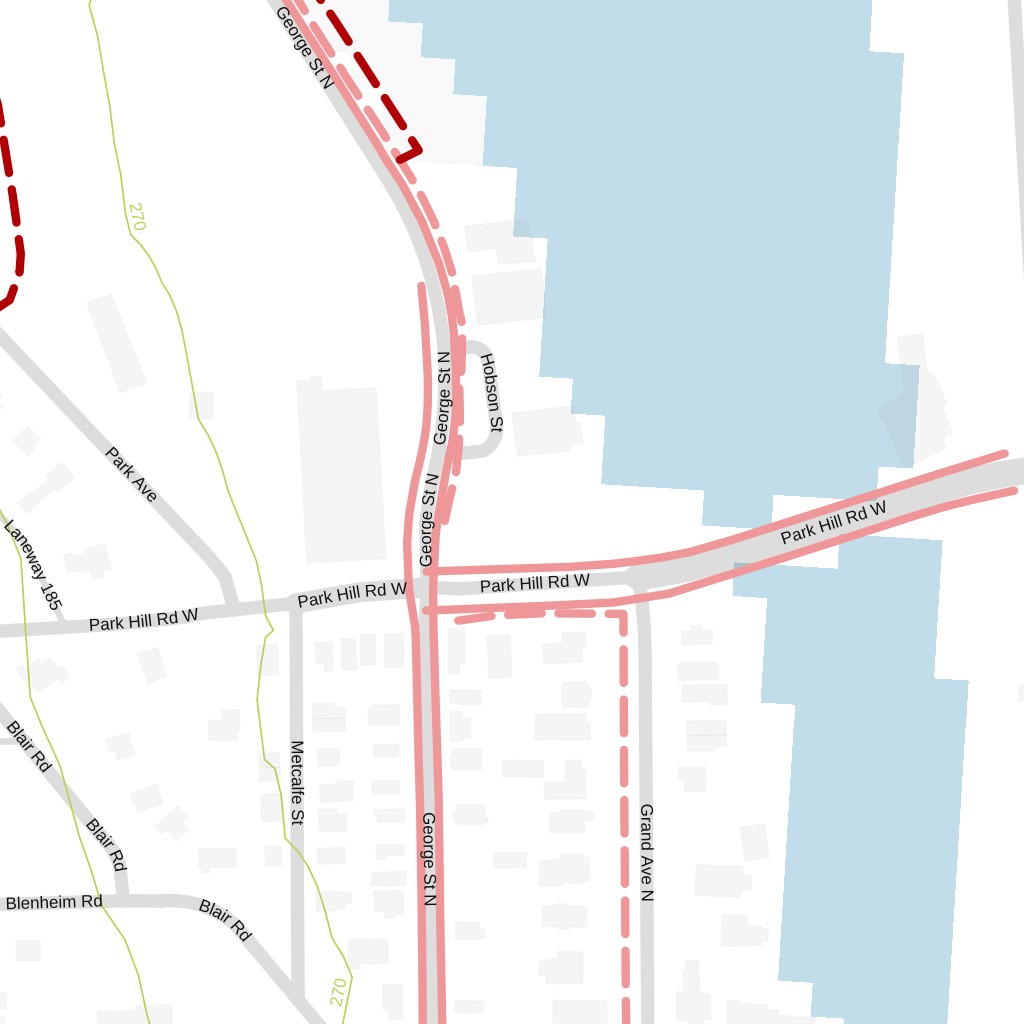 George St N
270
George St N
Hobson St
Park Ave
George St N
Park Hill Rd W
Laneway 185
Park Hill Rd W
Park Hill Rd W
Park Hill Rd W
Blair Rd
Metcalfe St
Blair Rd
George St N
Grand Ave N
Blenheim Rd
Blair Rd
270